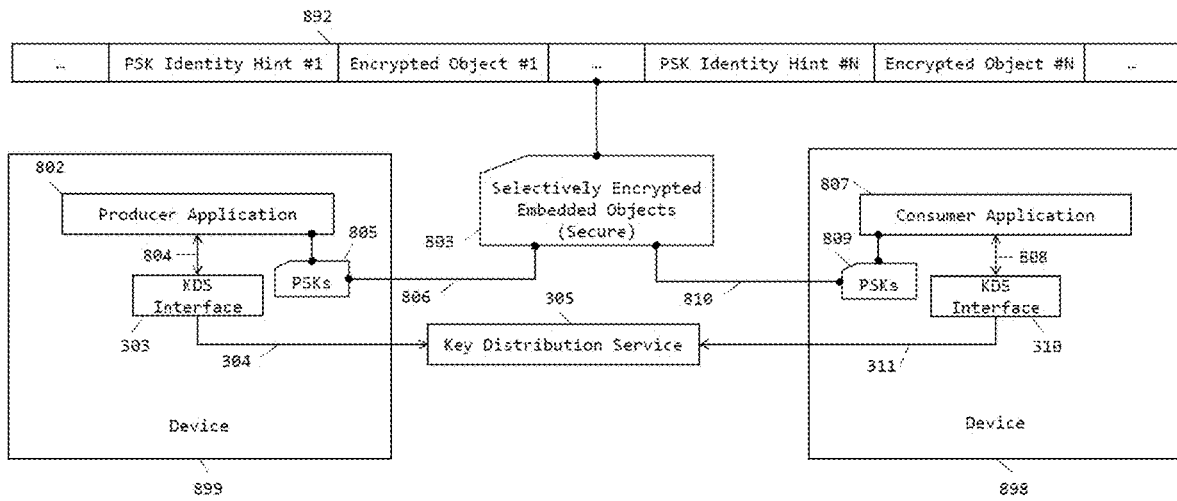 892
… PSK Identity Hint #1 Encrypted Object #1 … PSK Identity Hint #N Encrypted Object #N …
802
Producer Application
804
805
PSKs
KDS
Interface
303
304
Device
899
Selectively Encrypted
Embedded Objects
(Secure)
803
806
810
305
Key Distribution Service
807
Consumer Application
809
808
PSKs
KDS
Interface
310
311
Device
898